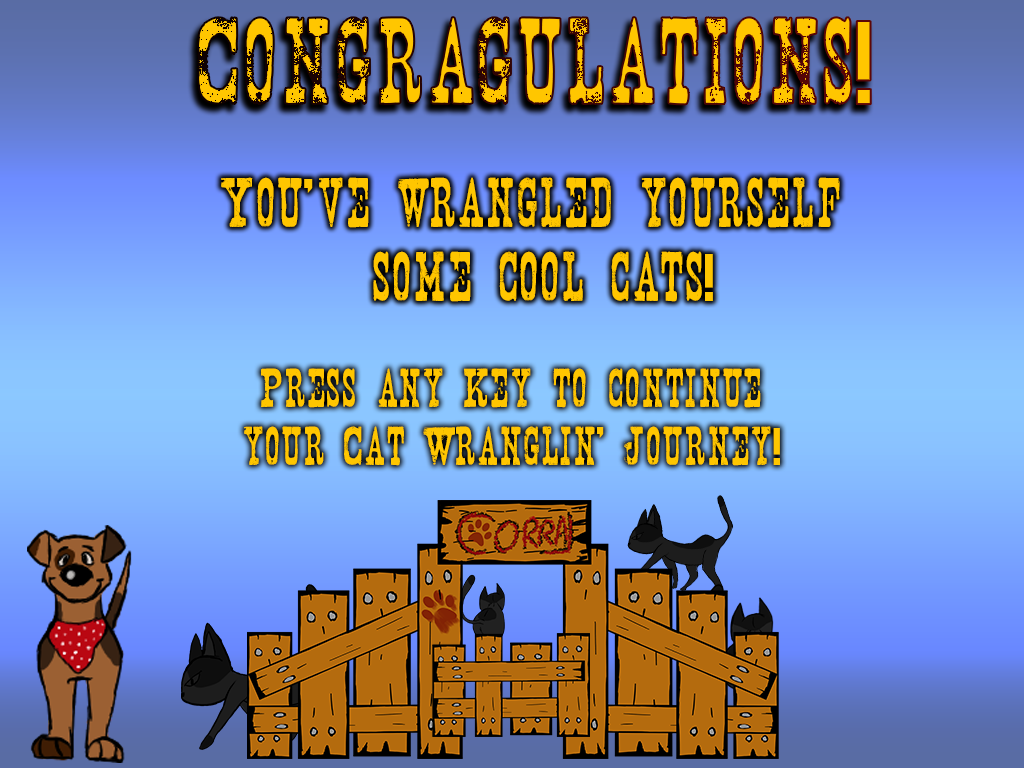 CONGRAGULATIONS!
YOU'VE WRANGLED YOURSELF
SOME COOL CATS!
PRESS ANY KEY TO CONTINUE
YOUR CAT WRANGLIN' JOURNEY!
CORRAL